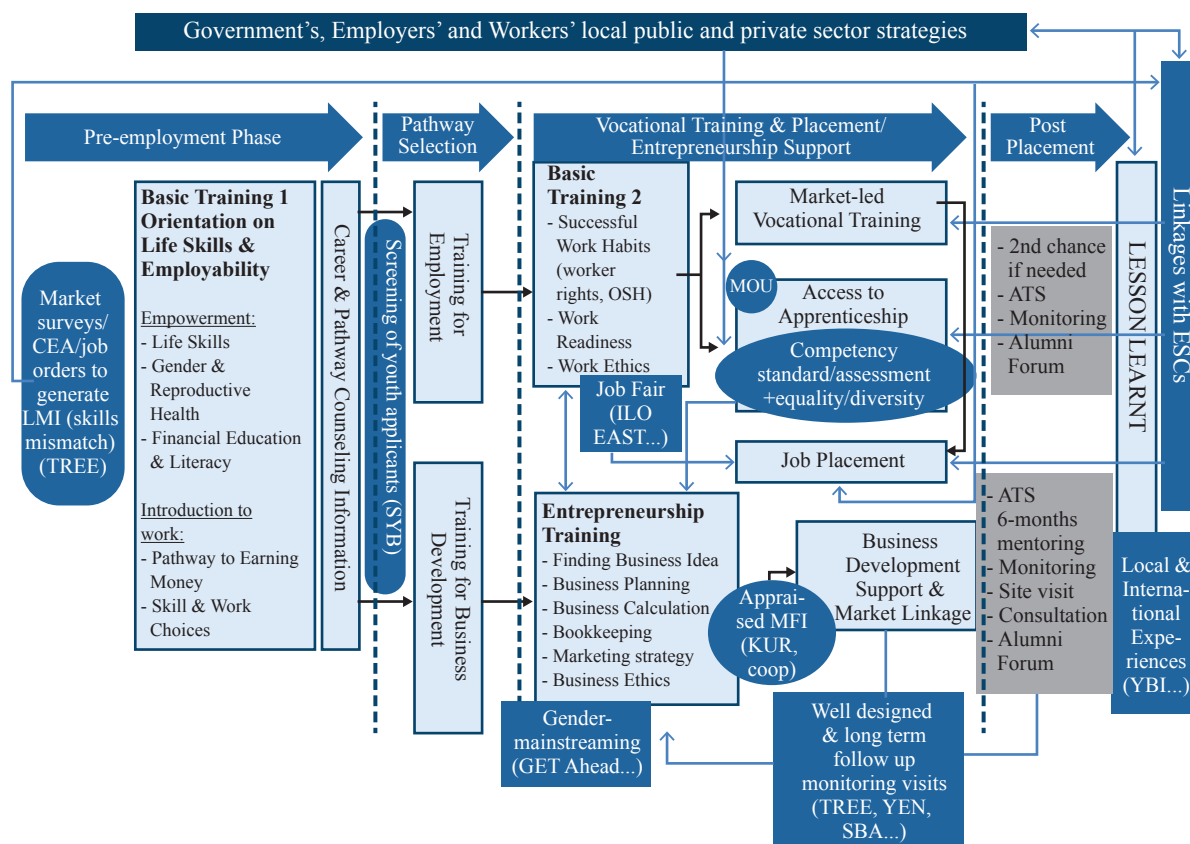 Government's, Employers' and Workers' local public and private sector strategies
Pre-employment Phase
Pathway
Selection
Vocational Training & Placement/
Entrepreneurship Support
Post
Placement
Market
surveys/
CEA/job
orders to
generate
LMI (skills
mismatch)
(TREE)
Basic Training 1
Orientation on
Life Skills &
Employability
Empowerment:
- Life Skills
- Gender &
Reproductive
Health
- Financial Education
& Literacy
Introduction to
work:
- Pathway to Earning
Money
- Skill & Work
Choices
Career & Pathway Counseling Information
Screening of youth applicants (SYB)
Training for
Employment
Training for Business
Development
Basic
Training 2
- Successful
Work Habits
(worker
rights, OSH)
- Work
Readiness
- Work Ethics
Job Fair
(ILO
EAST...)
Entrepreneurship
Training
- Finding Business Idea
- Business Planning
- Business Calculation
- Bookkeeping
- Marketing strategy
- Business Ethics
Gender-
mainstreaming
(GET Ahead...)
Market-led
Vocational Training
MOU
Access to
Apprenticeship
Competency
standard/assessment
+equality/diversity
Job Placement
Apprai-
sed MFI
(KUR,
coop)
Business
Development
Support &
Market Linkage
Well designed
& long term
follow up
monitoring visits
(TREE, YEN,
SBA...)
- 2nd chance
if needed
- ATS
- Monitoring
- Alumni
Forum
- ATS
6-months
mentoring
- Monitoring
- Site visit
- Consultation
- Alumni
Forum
LESSON LEARNT
Local &
Interna-
tional
Expe-
riences
(YBI...)
Linkages with ESCs